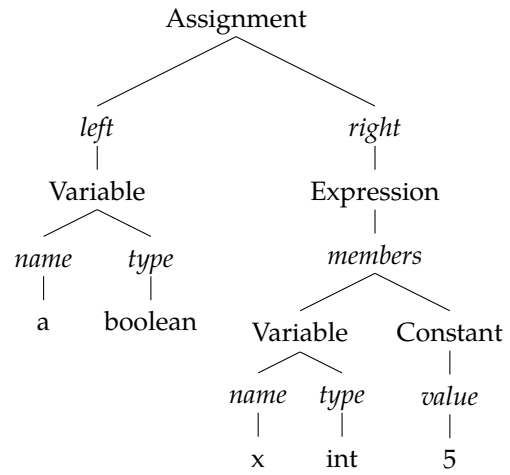 Assignment
left right
Variable Expression
name type members
a boolean Variable Constant
name type value
x int 5